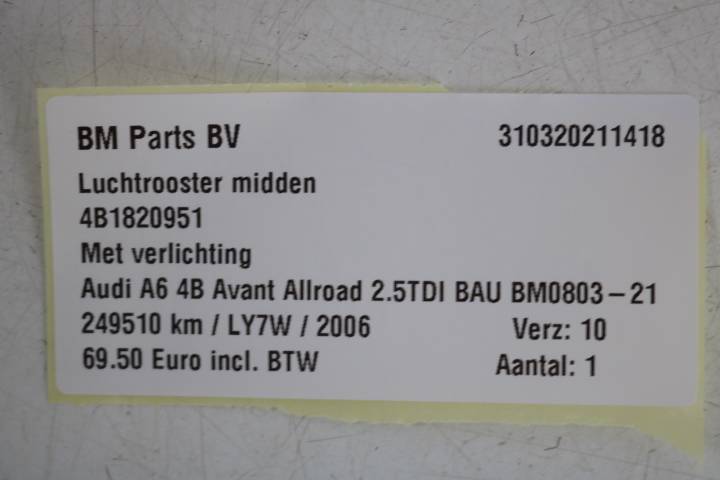 BM Parts BV 310320211418
Luchtrooster midden
4B1820951
Met verlichting
Audi A6 4B Avant Allroad 2.5TDI BAU BM0803-21
249510 km / LY7W / 2006 Verz: 10
69.50 Euro incl. BTW Aantal: 1